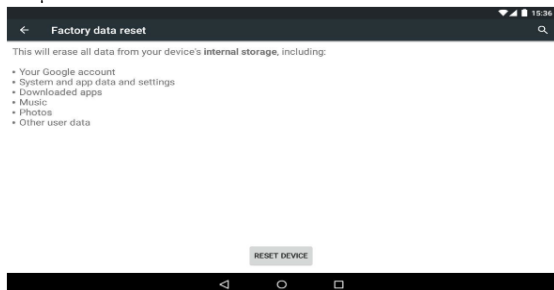 15:36
Factory data reset
This will erase all data from your device's internal storage, including:
• Your Google account
• System and app data and settings
• Downloaded apps
• Music
• Photos
• Other user data
RESET DEVICE